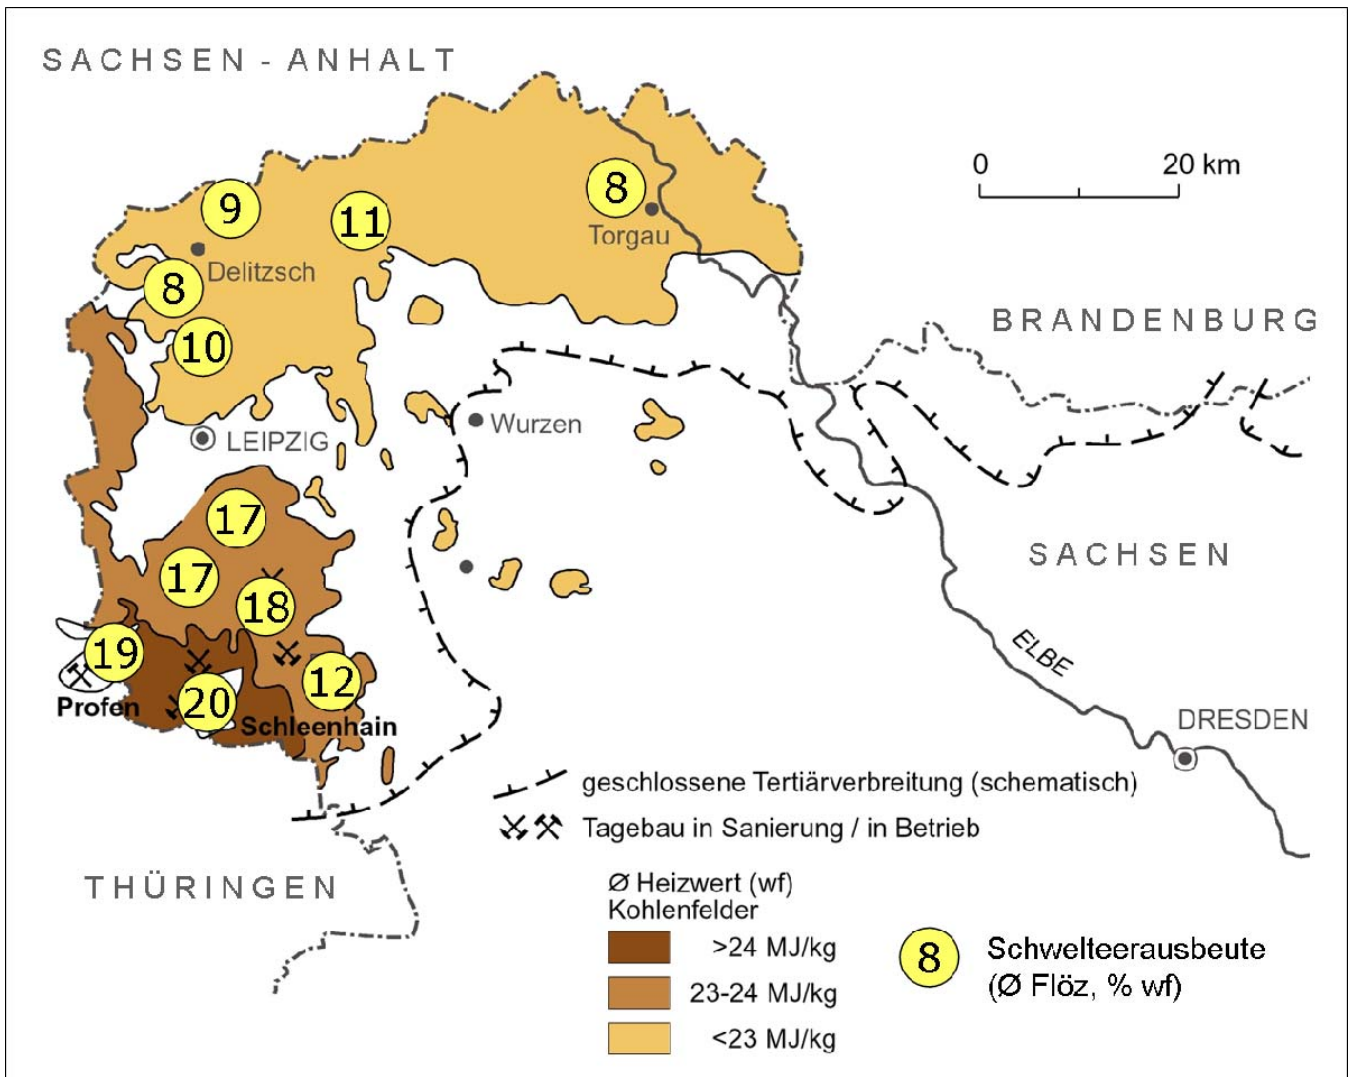 SACHSEN - ANHALT
0 20 km
8
9
11
Torgau
Delitzsch
8
BRANDENBURG
10
Wurzen
LEIPZIG
17
SACHSEN
17
18
ELBE
19
12
20
Profen
Schleenhain
DRESDEN
geschlossene Tertiärverbreitung (schematisch)
Tagebau in Sanierung / in Betrieb
THÜRINGEN
Ø Heizwert (wf)
Kohlenfelder
>24 MJ/kg
23-24 MJ/kg
<23 MJ/kg
8 Schwelteerausbeute
(Ø Flöz, % wf)